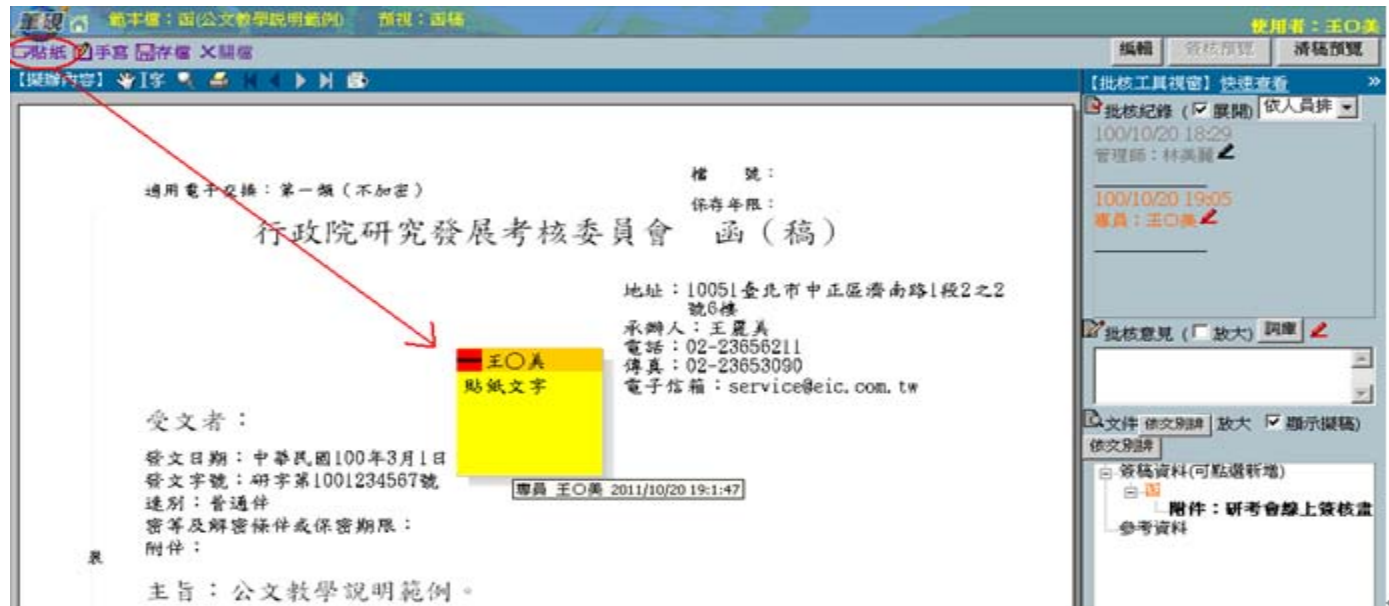 重視 範本檔：函(公文教學說明範例) 預視：函稿
使用者：王〇美
貼紙 手寫 存檔 關檔
編輯 簽核預覽 清稿預覽
【擬辦內容】 I字
【批核工具視窗】 快速查看 »
批核紀錄 ( 展開) 依人員排
100/10/20 18:29
管理師：林美麗
100/10/20 19:05
專員：王〇美
批核意見 ( 放大) 詞庫
文件 依文別排 放大 顯示擬稿)
依文別排
簽稿資料(可點選新增)
函
附件：研考會線上簽核
參考資料
檔 號：
適用電子交換：第一類（不加密）
保存年限：
行政院研究發展考核委員會 函（稿）
地址：10051臺北市中正區濟南路1段2之2
號6樓
承辦人：王麗美
電話：02-23656211
傳真：02-23653090
電子信箱：service@eic.com.tw
王〇美
貼紙文字
專員 王〇美 2011/10/20 19:1:47
受文者：
發文日期：中華民國100年3月1日
發文字號：研字第1001234567號
速別：普通件
密等及解密條件或保密期限：
附件：
主旨：公文教學說明範例。